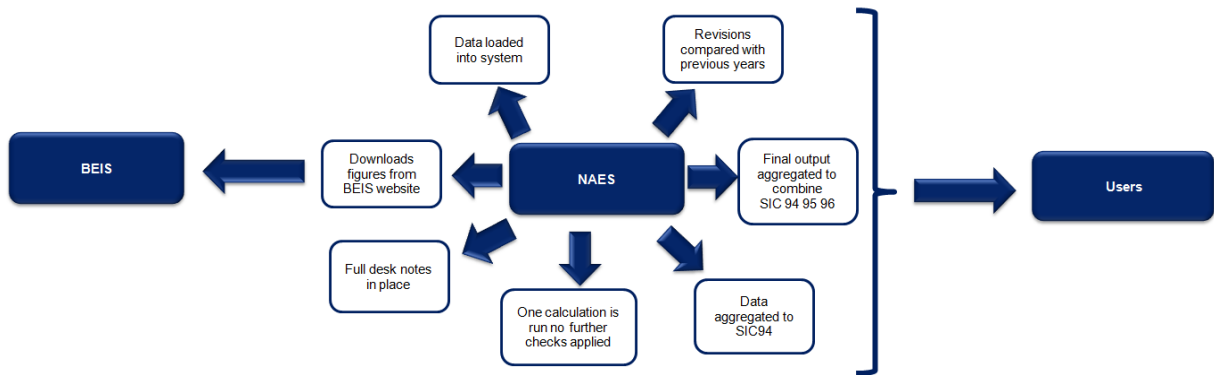 Data loaded
into system
Revisions
compared with
previous years
BEIS
Downloads
figures from
BEIS website
NAES
Final output
aggregated to
combine
SIC 94 95 96
Users
Full desk notes
in place
One calculation is
run no further
checks applied
Data
aggregated to
SIC94